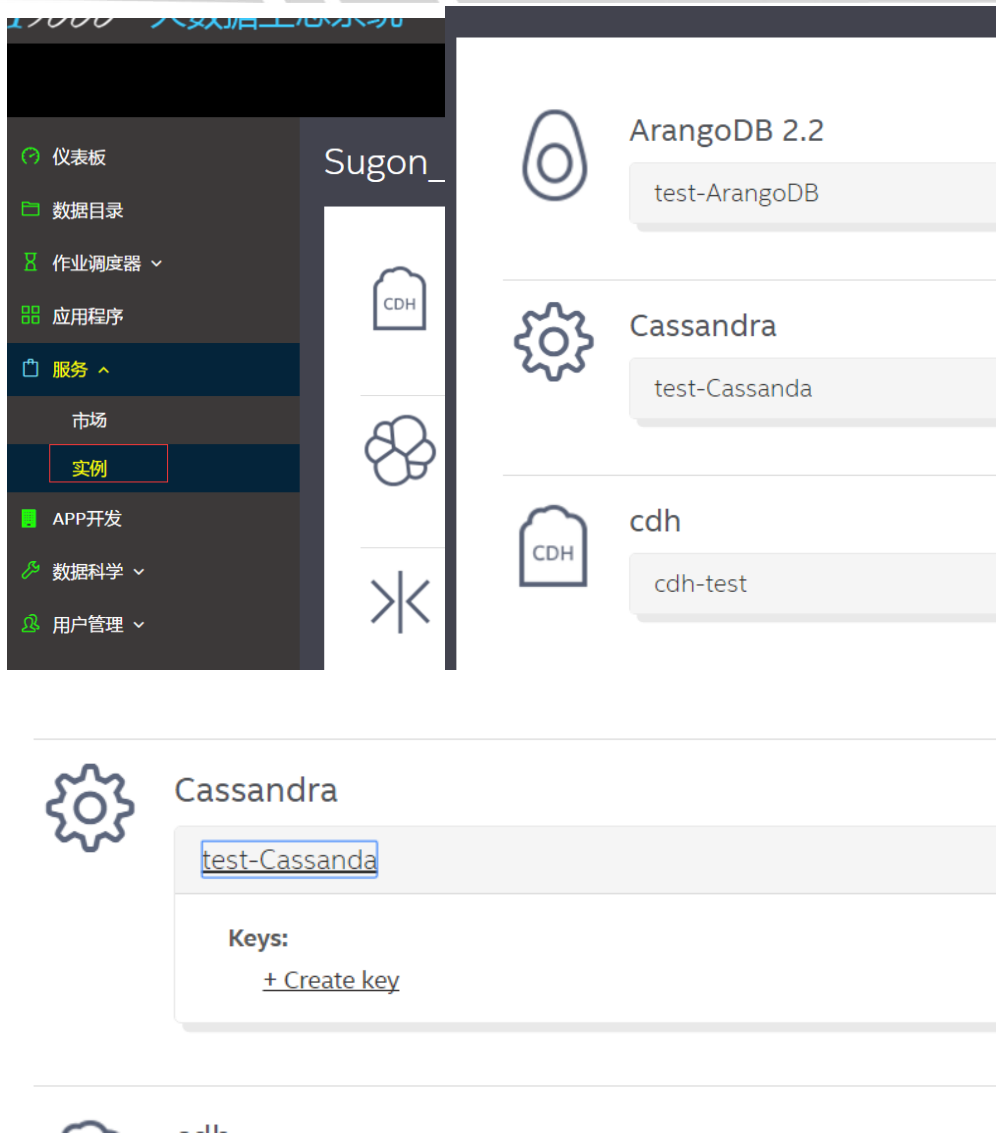 仪表板
数据目录
作业调度器
应用程序
服务
市场
实例
APP开发
数据科学
用户管理
Sugon_
CDH
ArangoDB 2.2
test-ArangoDB
Cassandra
test-Cassanda
cdh
CDH
cdh-test
Cassandra
test-Cassanda
Keys:
+ Create key